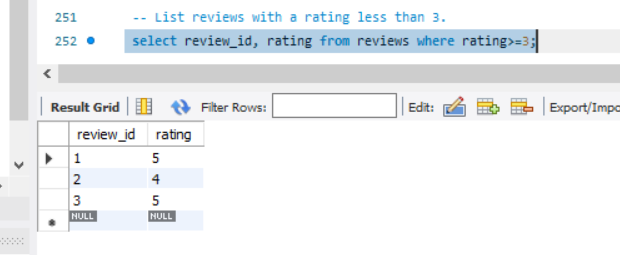 251 -- List reviews with a rating less than 3.
252 select review_id, rating from reviews where rating>=3;
Result Grid Filter Rows: Edit: Export/Impo
review_id rating
1 5
2 4
3 5
NULL NULL